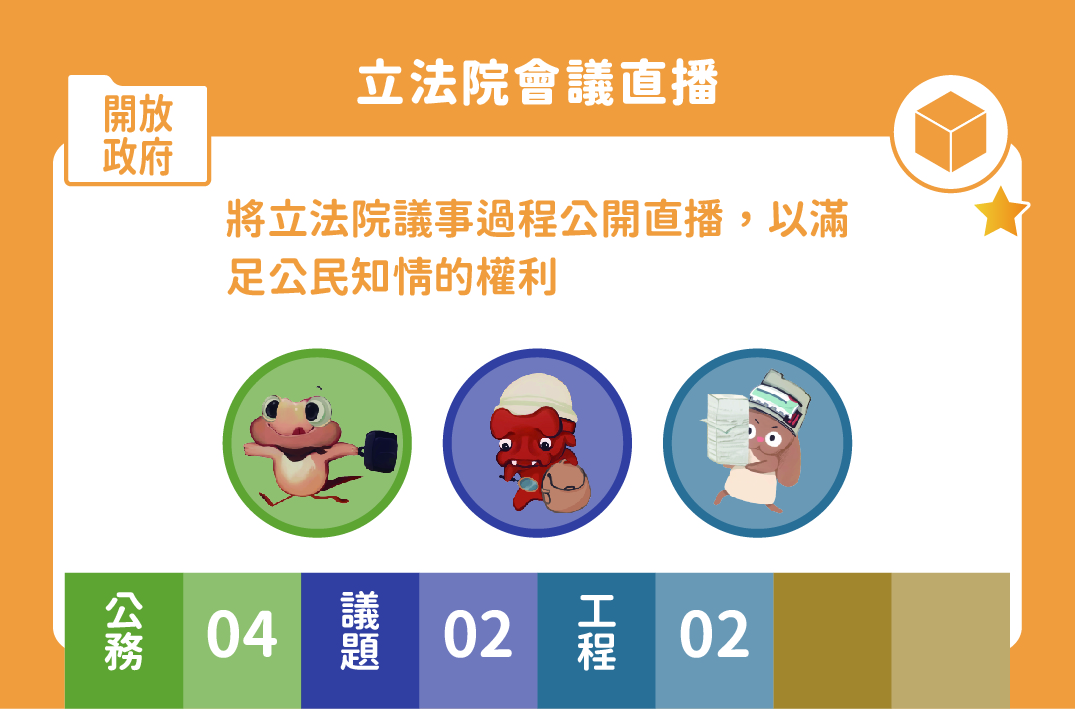 立法院會議直播
開放
政府
將立法院議事過程公開直播，以滿
足公民知情的權利
公務
04
議題
02
工程
02